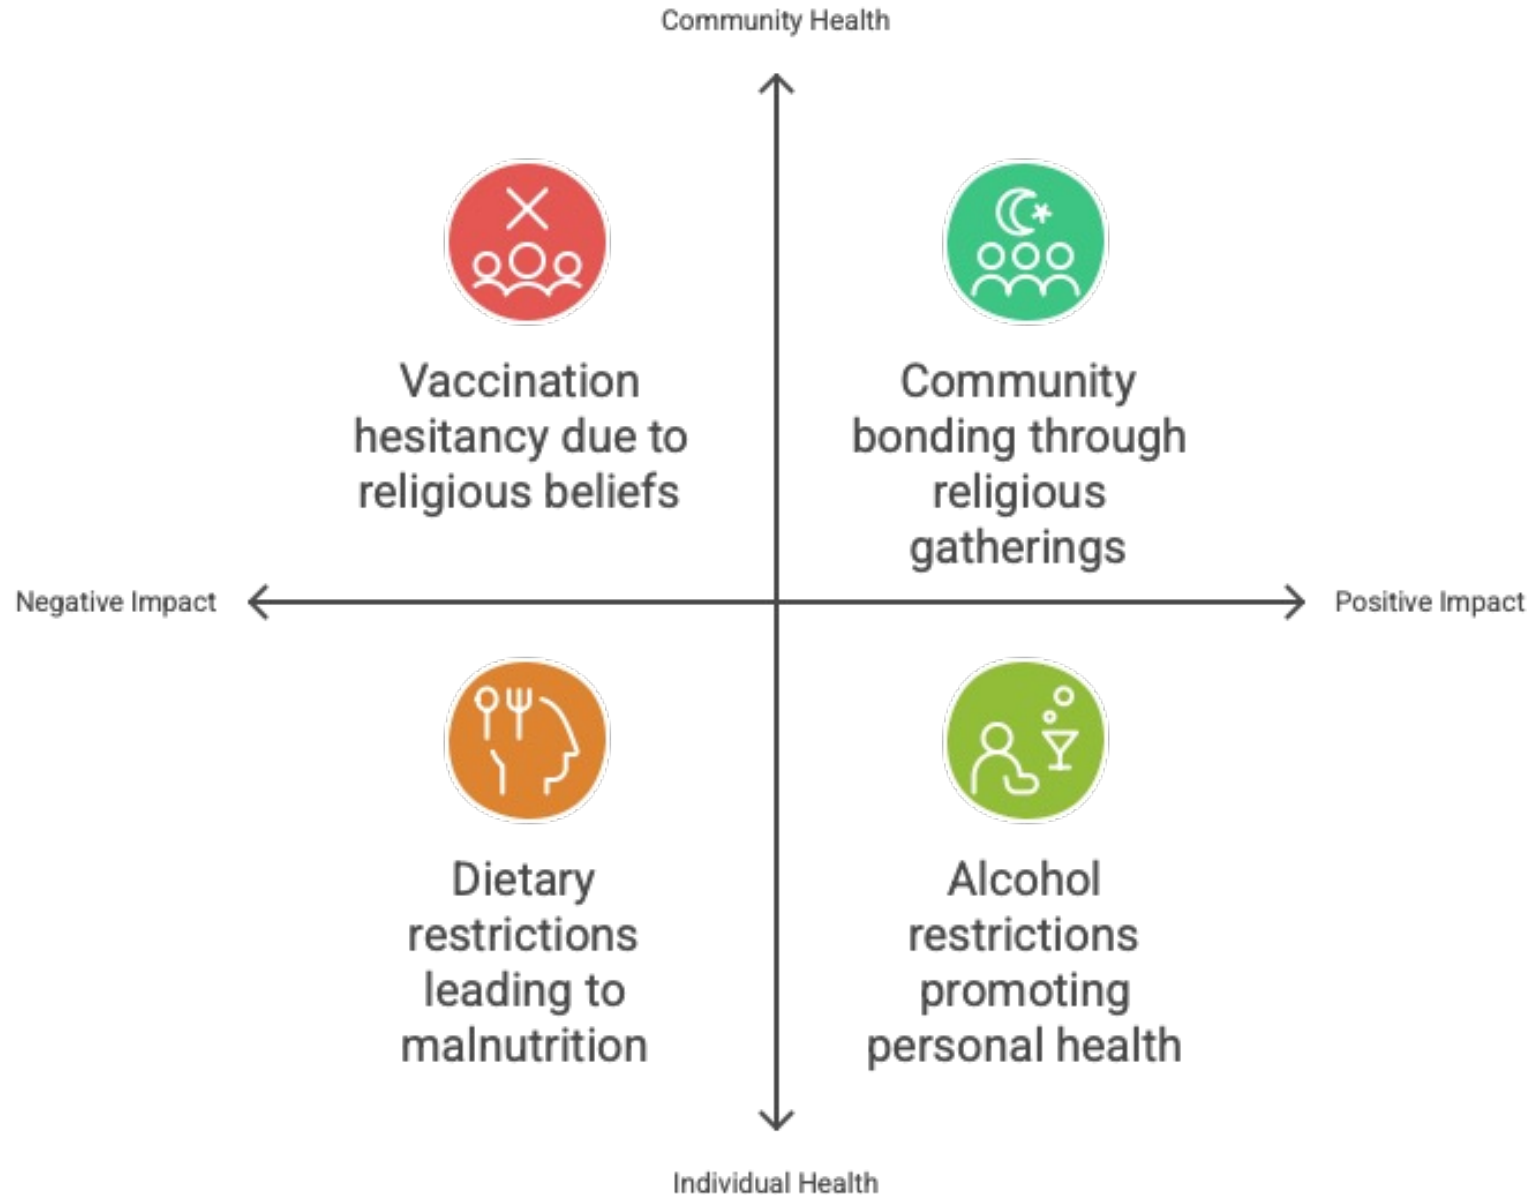 Community Health
Vaccination
hesitancy due to
religious beliefs
Community
bonding through
religious
gatherings
Negative Impact
Positive Impact
Dietary
restrictions
leading to
malnutrition
Alcohol
restrictions
promoting
personal health
Individual Health